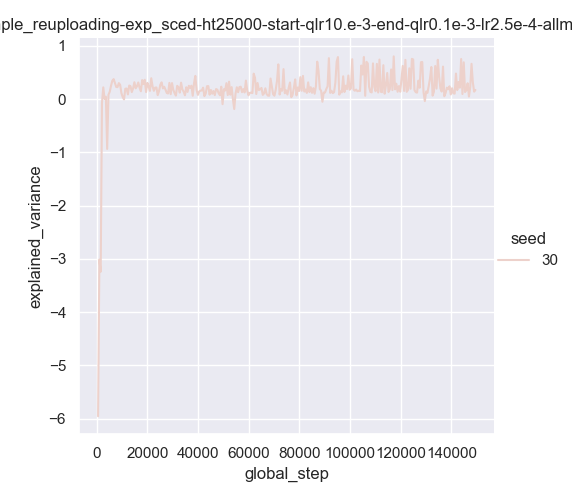 ple_reuploading-exp_sced-ht25000-start-qlr10.e-3-end-qlr0.1e-3-lr2.5e-4-allm
1
0
−1
−2
−3
−4
−5
−6
explained_variance
0 20000 40000 60000 80000 100000 120000 140000
global_step
seed
30